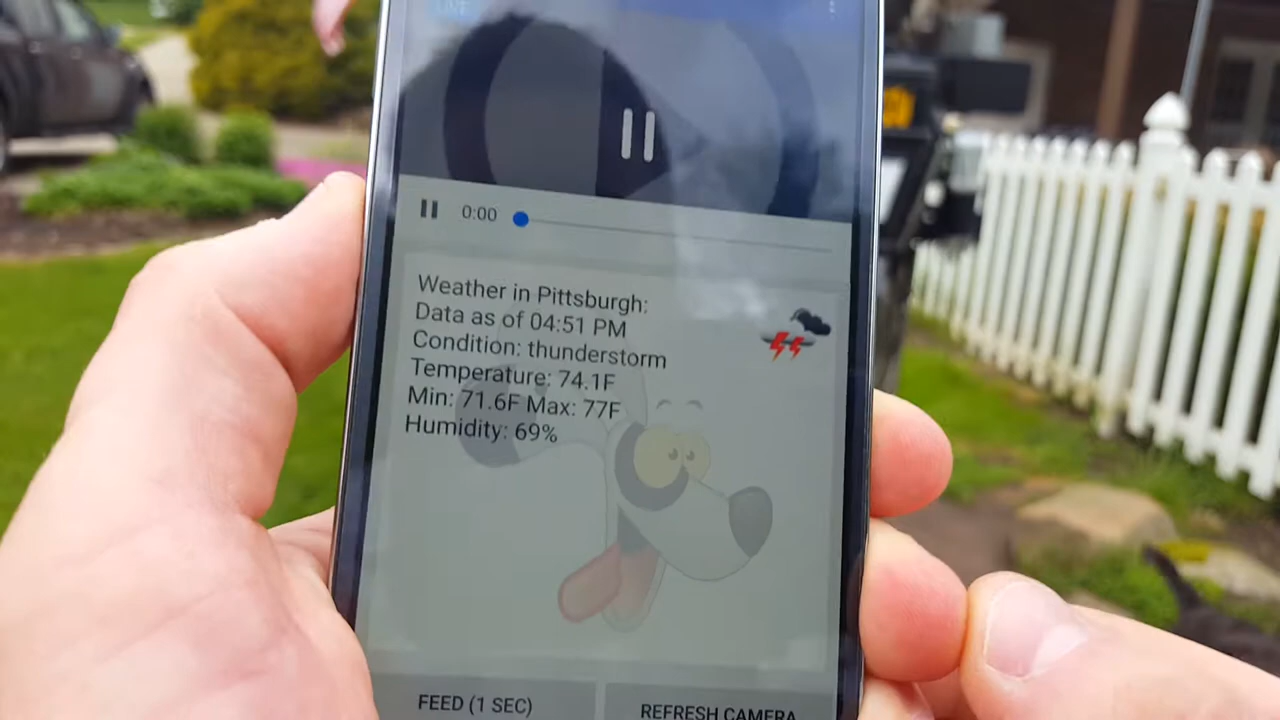 LIVE
0:00
Weather in Pittsburgh:
Data as of 04:51 PM
Condition: thunderstorm
Temperature: 74.1F
Min: 71.6F Max: 77F
Humidity: 69%
FEED (1 SEC)
REFRESH CAMERA